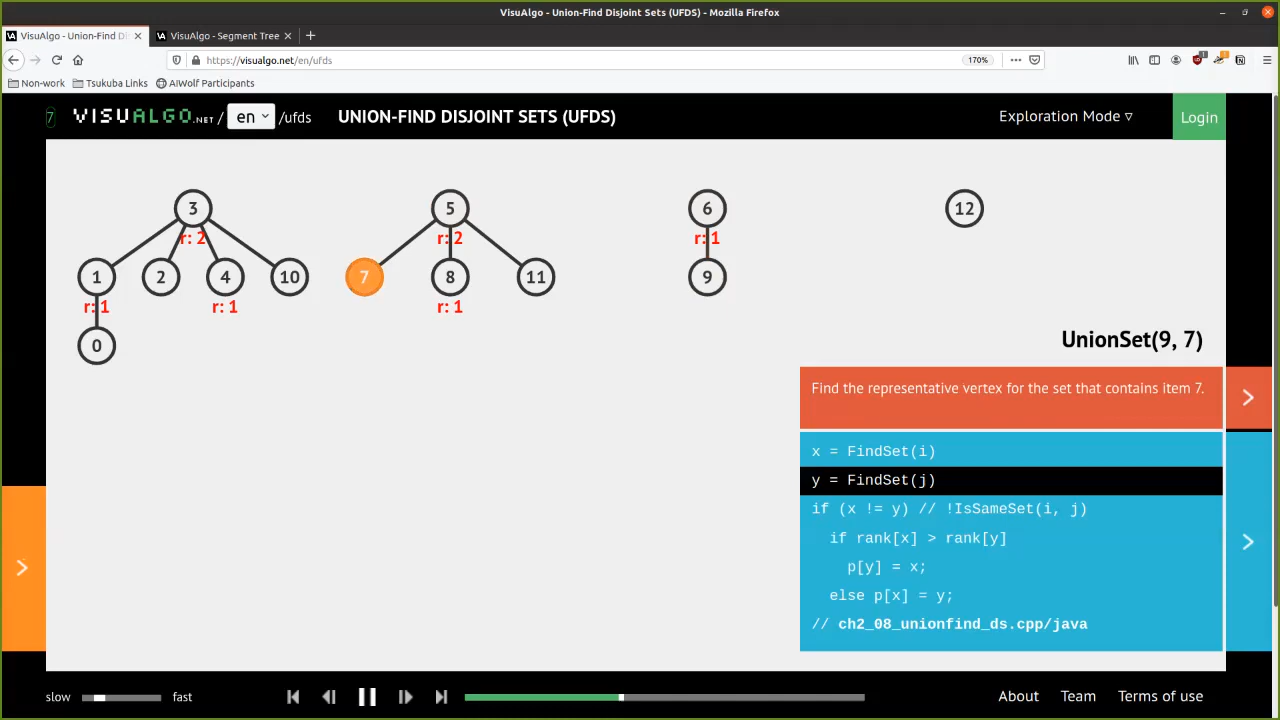 VisuAlgo - Union-Find Disjoint Sets (UFDS) - Mozilla Firefox
VisuAlgo - Union-Find Di
VisuAlgo - Segment Tree
https://visualgo.net/en/ufds
170%
Non-work
Tsukuba Links
AIWolf Participants
7
VISUALGO.NET/
en
/ufds
UNION-FIND DISJOINT SETS (UFDS)
Exploration Mode ▿
Login
3
5
6
12
r: 2
r: 2
r: 1
1
2
4
10
7
8
11
9
r: 1
r: 1
r: 1
0
UnionSet(9, 7)
Find the representative vertex for the set that contains item 7.
x = FindSet(i)
y = FindSet(j)
if (x != y) // !IsSameSet(i, j)
if rank[x] > rank[y]
p[y] = x;
else p[x] = y;
// ch2_08_unionfind_ds.cpp/java
slow
fast
About
Team
Terms of use